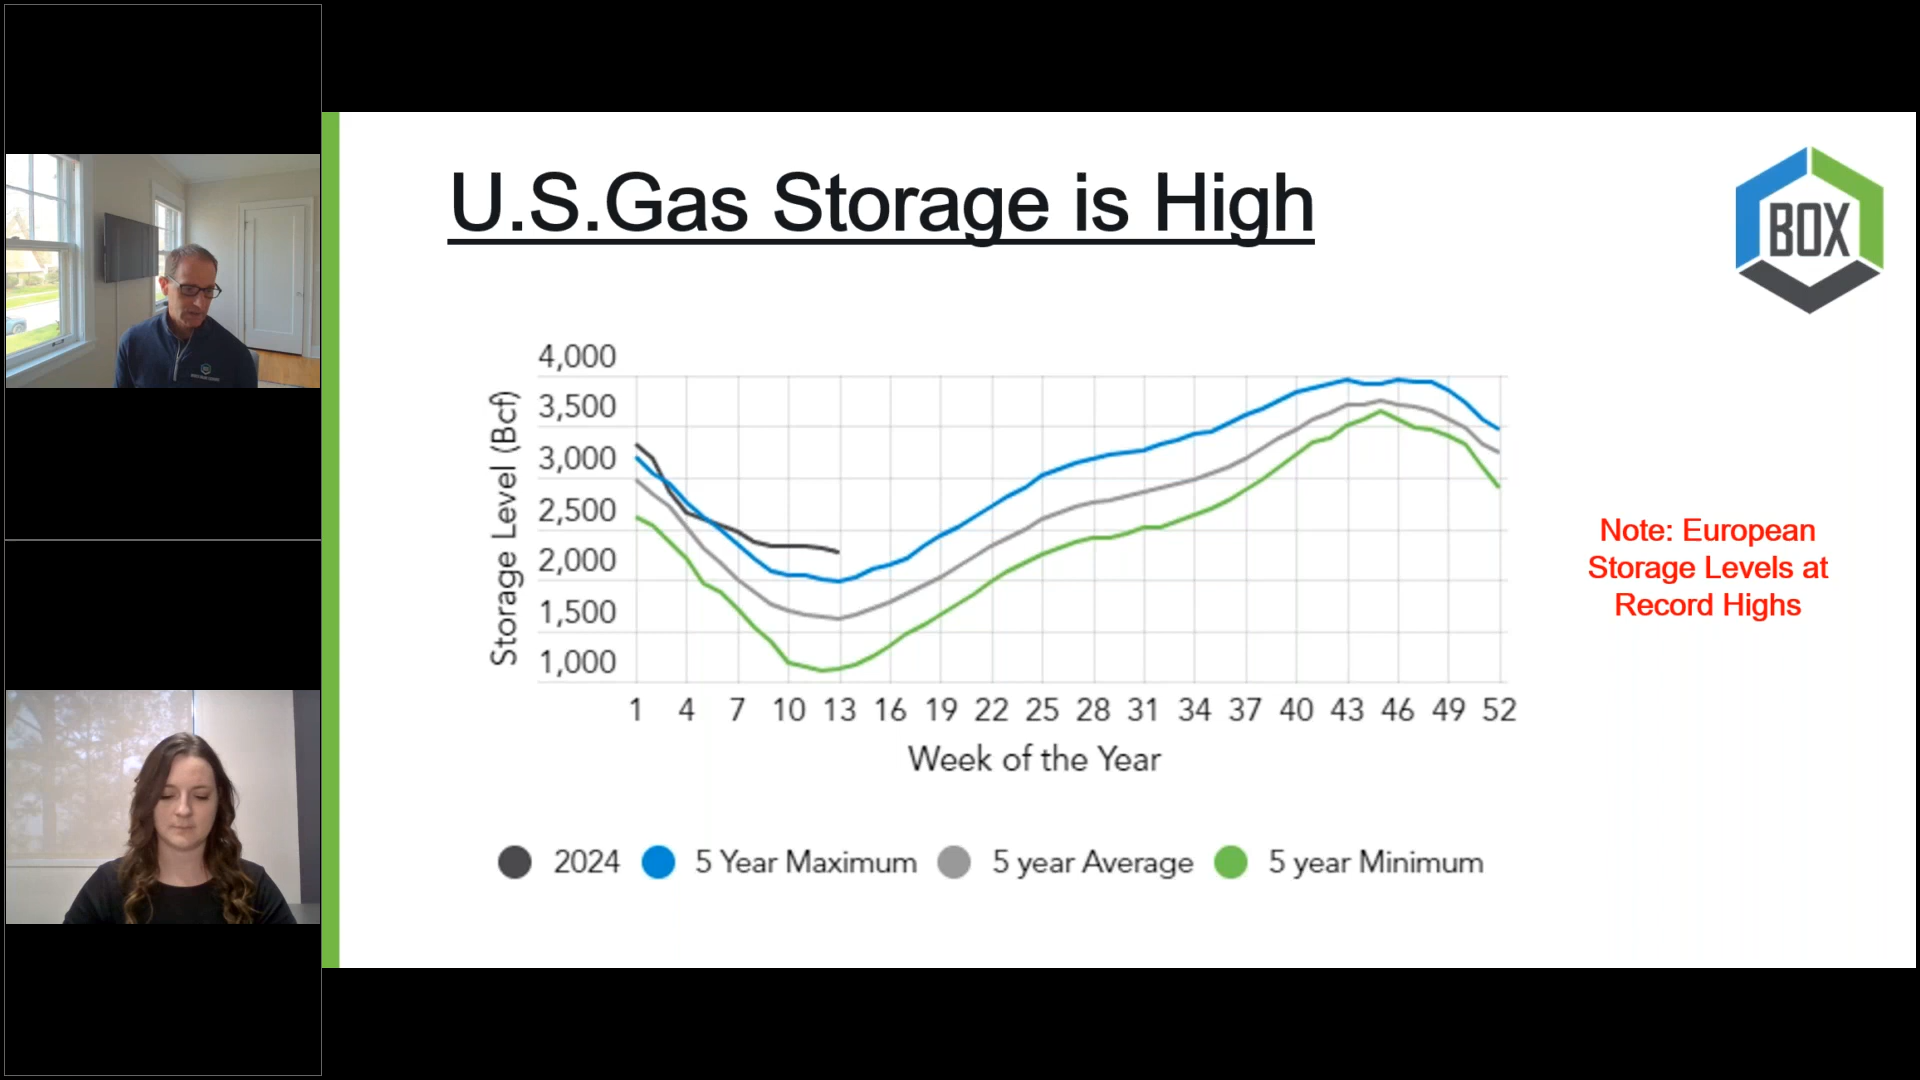 U.S.Gas Storage is High
BOX
4,000
3,500
3,000
2,500
2,000
1,500
1,000
Storage Level (Bcf)
1 4 7 10 13 16 19 22 25 28 31 34 37 40 43 46 49 52
Week of the Year
2024 5 Year Maximum 5 year Average 5 year Minimum
Note: European
Storage Levels at
Record Highs